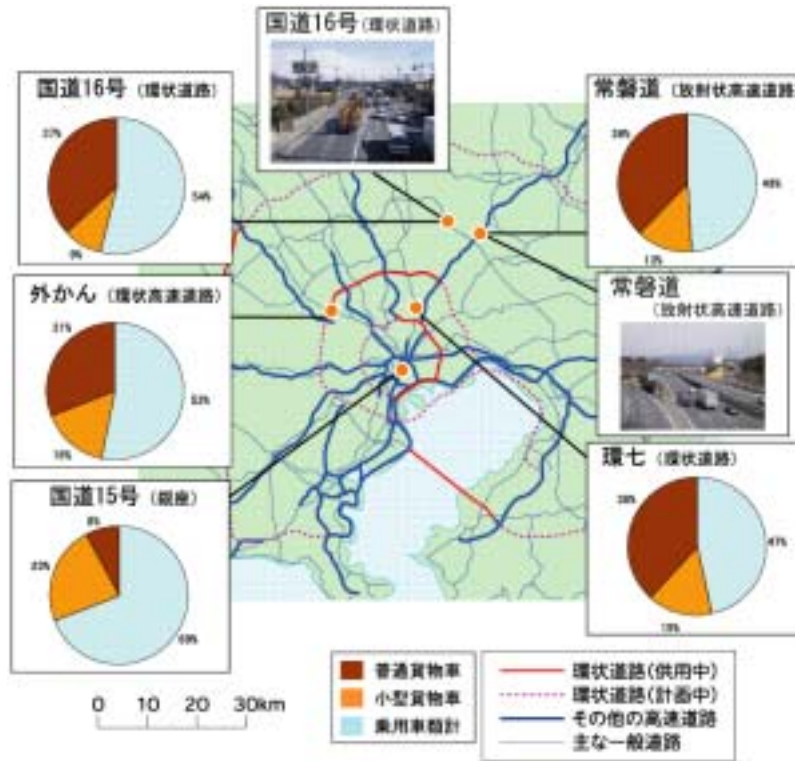 国道16号(環状道路)
国道16号 (環状道路)
37%
54%
9%
常磐道 (放射状高速道路
38%
13%
外かん (環状高速道路)
31%
53%
16%
常磐道
(放射状高速道路)
国道15号 (銀座)
8%
23%
69%
環七 (環状道路)
38%
47%
15%
普通貨物車
小型貨物車
乗用車類計
環状道路(供用中)
環状道路(計画中)
その他の高速道路
主な一般道路
0 10 20 30km